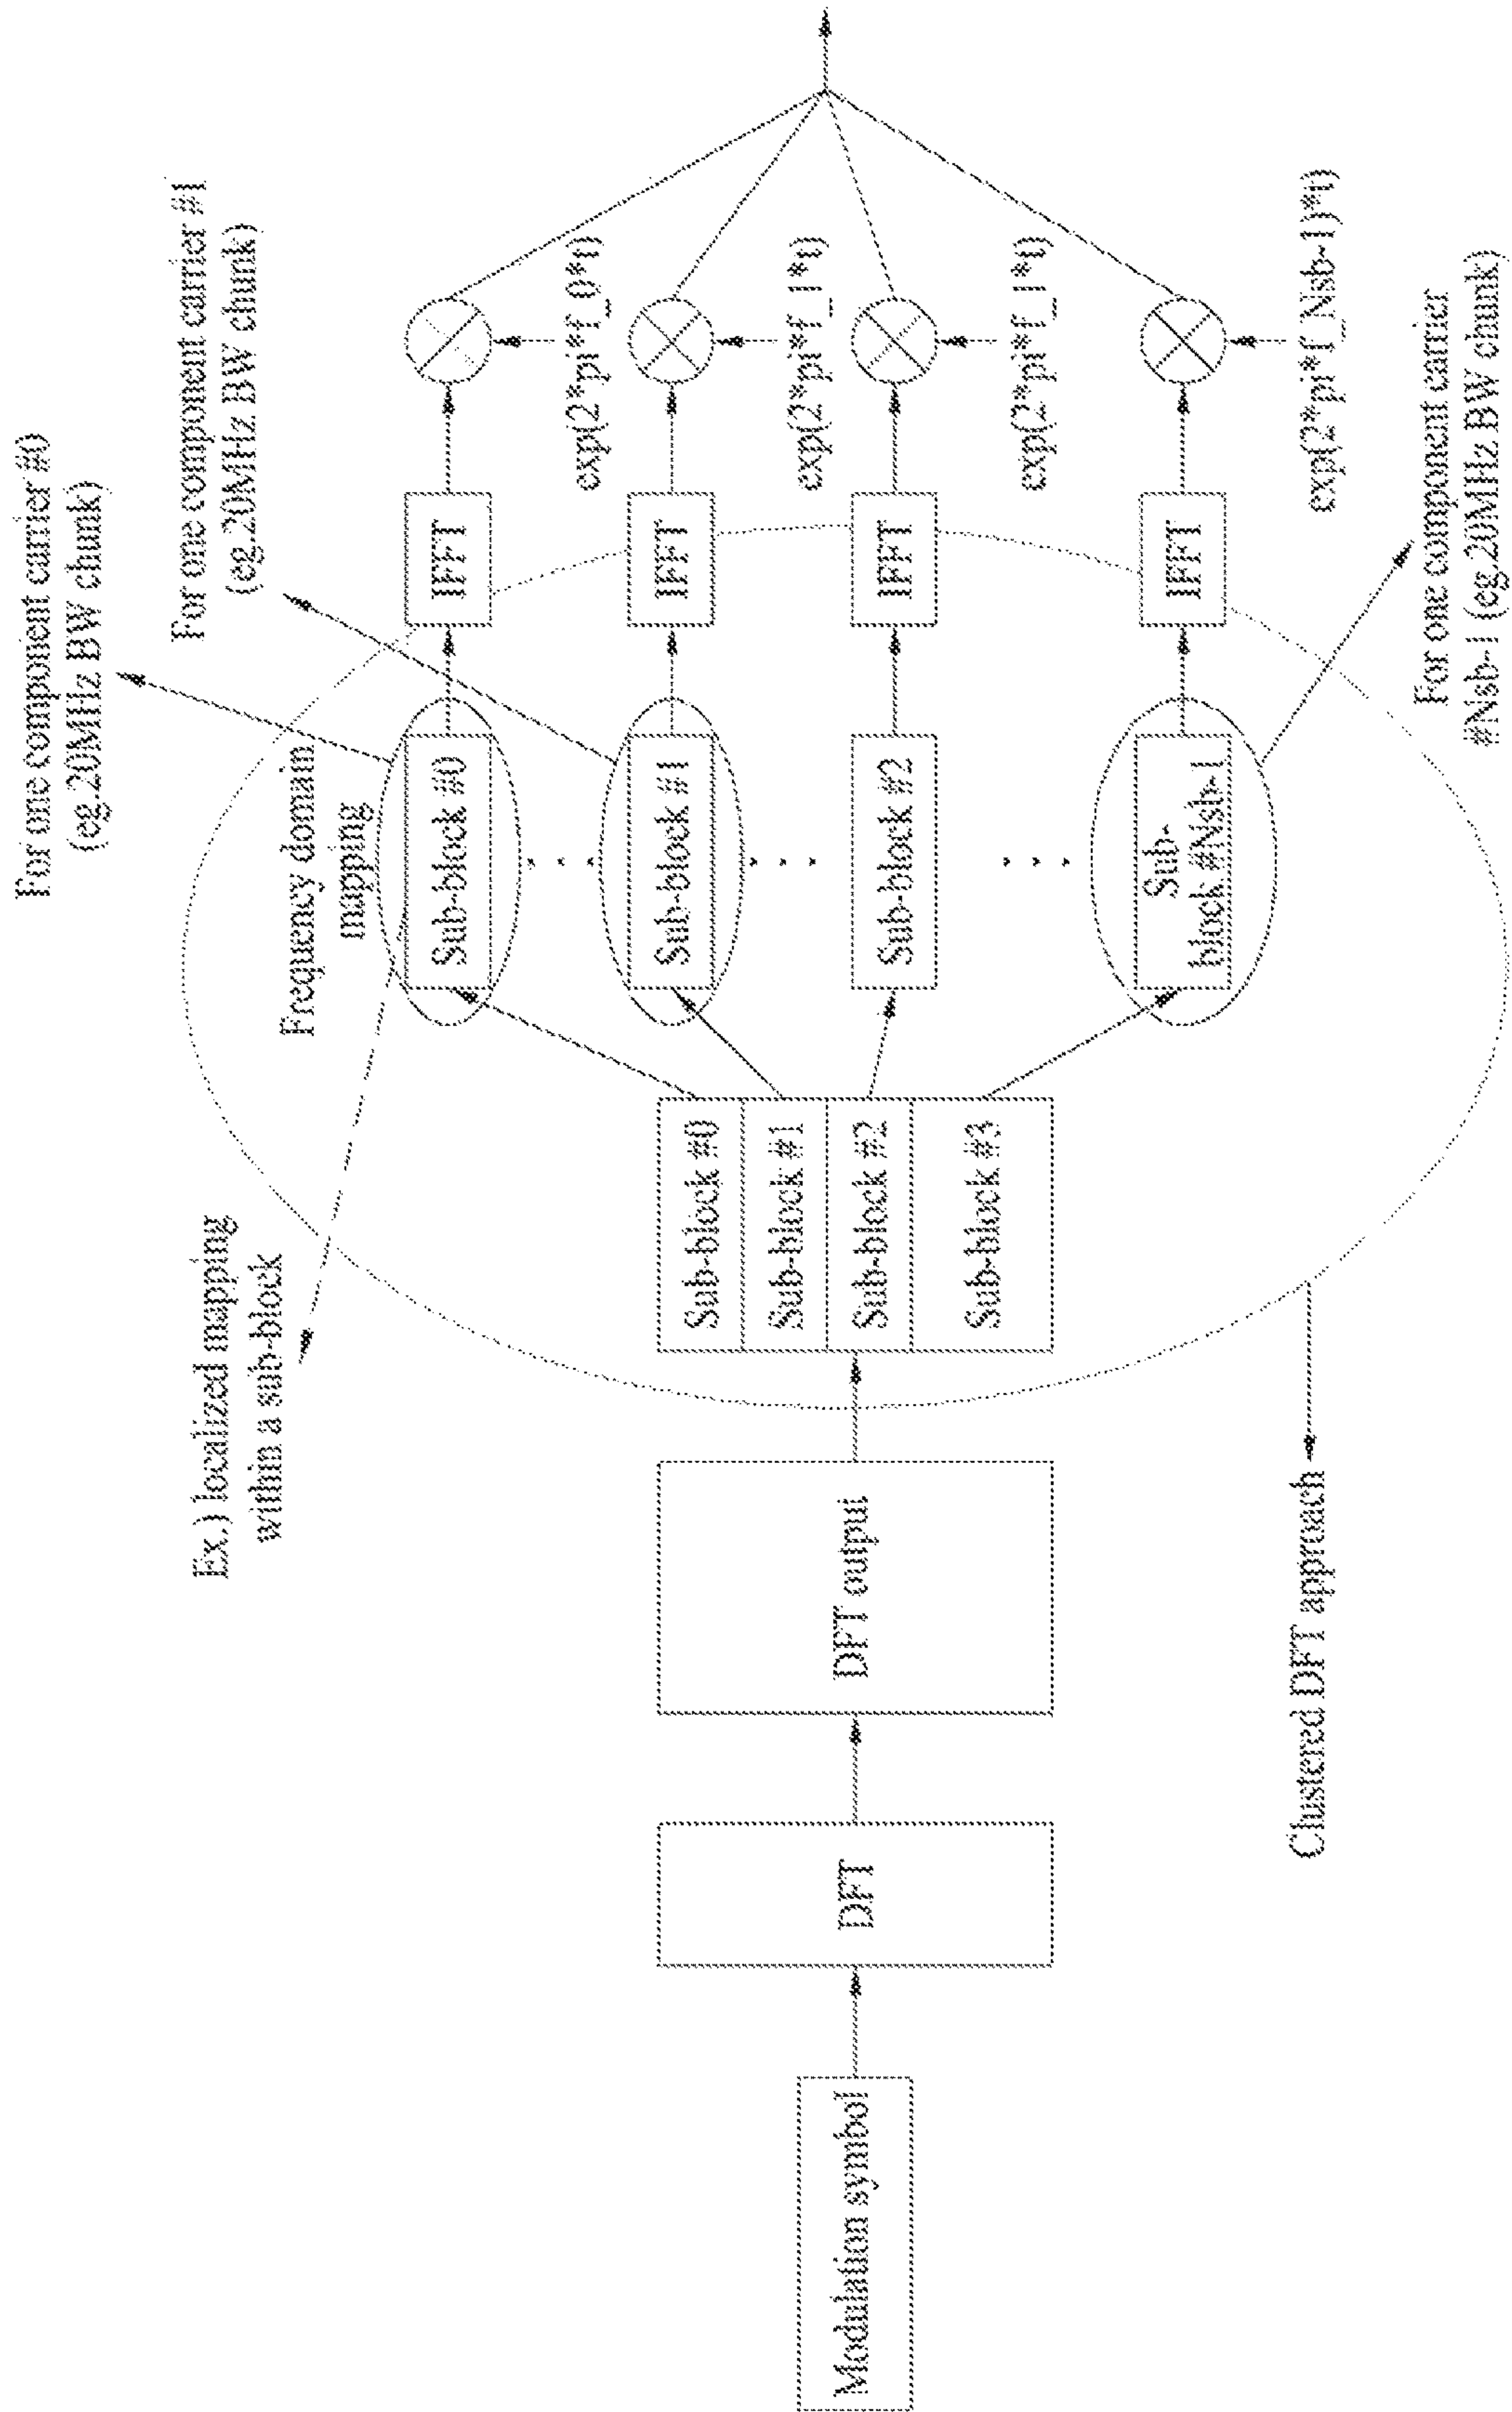 Modulation symbol
DFT
DFT output
Sub-block #0
Sub-block #1
Sub-block #2
Sub-block #3
Clustered DFT approach
Ex.) localized mapping
within a sub-block
Frequency domain
mapping
For one component carrier #0
(eg.20MHz BW chunk)
For one component carrier #1
(eg.20MHz BW chunk)
Sub-block #0
Sub-block #1
Sub-block #2
Sub-
block #Nsb-1
IFFT
IFFT
IFFT
IFFT
exp(2*pi*f_0*t)
exp(2*pi*f_1*t)
exp(2*pi*f_1*t)
exp(2*pi*f_Nsb-1)*t)
For one component carrier
#Nsb-1 (eg.20MHz BW chunk)